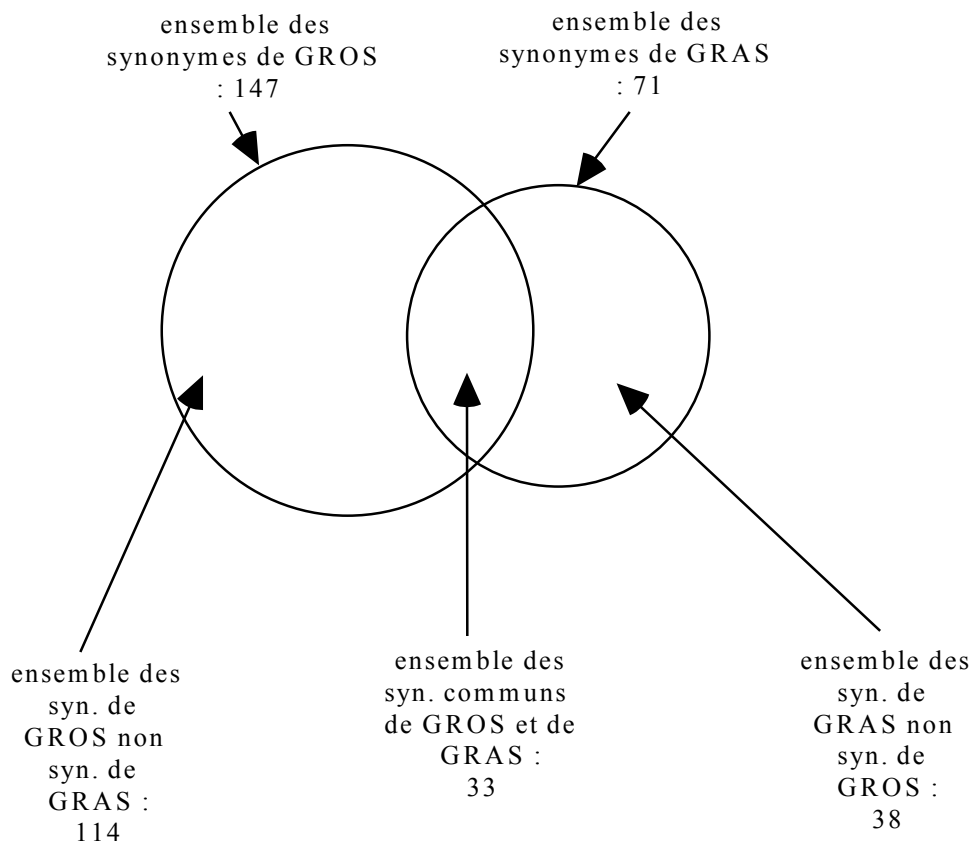 ensemble des
synonymes de GROS
: 147
ensemble des
synonymes de GRAS
: 71
ensemble des
syn. de
GROS non
syn. de
GRAS :
114
ensemble des
syn. communs
de GROS et de
GRAS :
33
ensemble des
syn. de
GRAS non
syn. de
GROS :
38